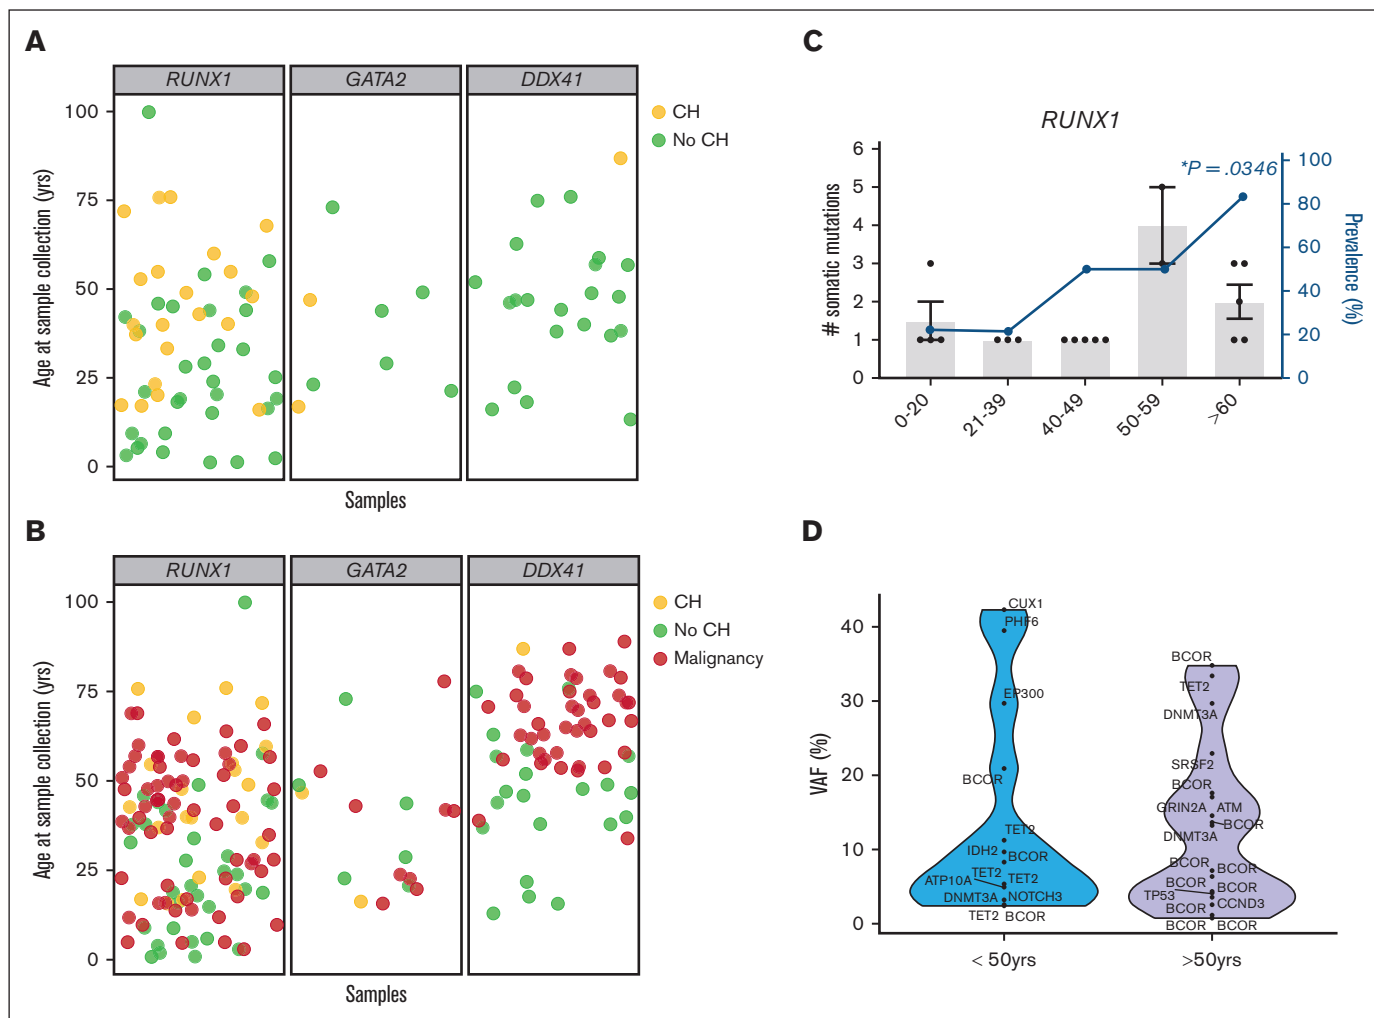 A
RUNX1 GATA2 DDX41
100
75
50
25
0
Age at sample collection (yrs)
Samples
CH
No CH
B
RUNX1 GATA2 DDX41
100
75
50
25
0
Age at sample collection (yrs)
Samples
CH
No CH
Malignancy
C
RUNX1
*P = .0346
6
5
4
3
2
1
0
# somatic mutations
100
80
60
40
20
0
Prevalence (%)
0-20 21-39 40-49 50-59 >60
D
40
30
20
10
0
VAF (%)
CUX1
PHF6
EP300
BCOR
TET2
IDH2 BCOR
TET2 TET2
ATP10A
DNMT3A NOTCH3
TET2 BCOR
< 50yrs
BCOR
TET2
DNMT3A
SRSF2
BCOR
GRIN2A ATM
BCOR
DNMT3A
BCOR BCOR
BCOR BCOR
TP53 CCND3
BCOR
BCOR BCOR
>50yrs